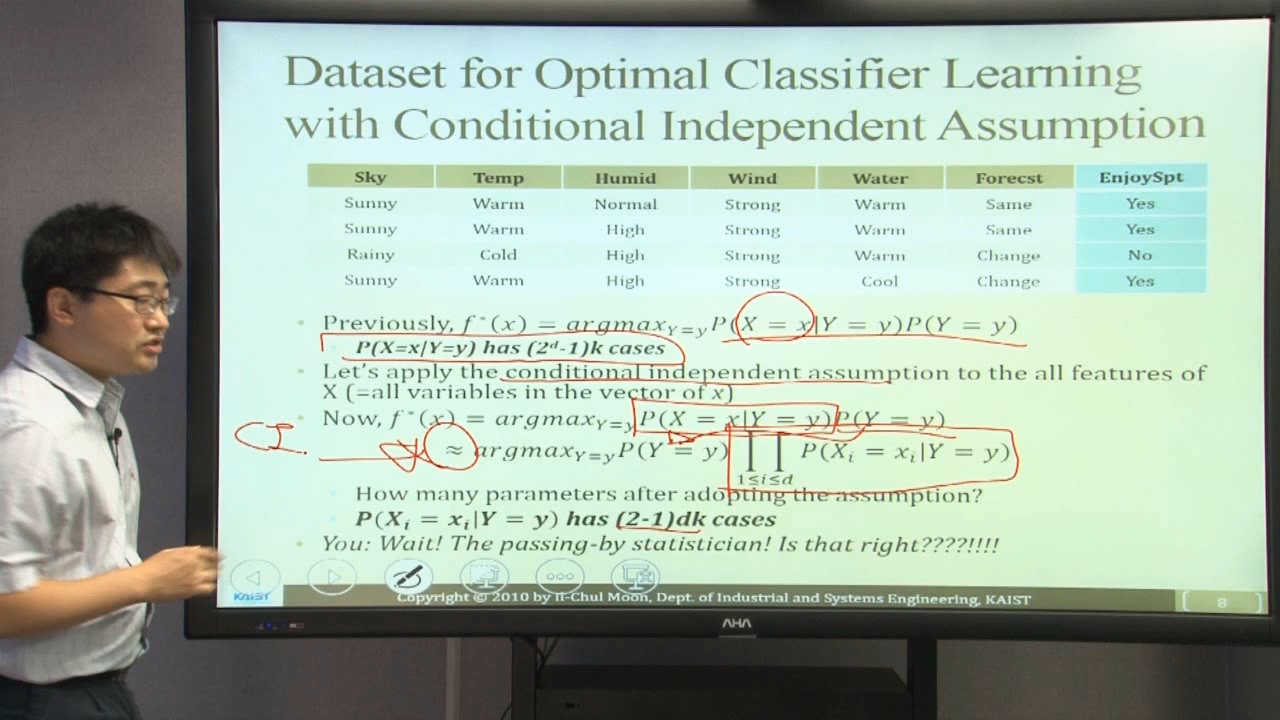 Dataset for Optimal Classifier Learning
with Conditional Independent Assumption
Sky Temp Humid Wind Water Forecst EnjoySpt
Sunny Warm Normal Strong Warm Same Yes
Sunny Warm High Strong Warm Same Yes
Rainy Cold High Strong Warm Change No
Sunny Warm High Strong Cool Change Yes
• Previously, f*(x) = argmax_{Y=y} P(X = x|Y = y)P(Y = y)
• P(X=x|Y=y) has (2^d-1)k cases
• Let's apply the conditional independent assumption to the all features of
X (=all variables in the vector of x)
• Now, f*(x) = argmax_{Y=y} P(X = x|Y = y)P(Y = y)
CI. ≈ argmax_{Y=y} P(Y = y) ∏_{1≤i≤d} P(X_i = x_i|Y = y)
• How many parameters after adopting the assumption?
• P(X_i = x_i|Y = y) has (2-1)dk cases
• You: Wait! The passing-by statistician! Is that right????!!!!
KAIST Copyright © 2010 by Il-Chul Moon, Dept. of Industrial and Systems Engineering, KAIST 8
AHA